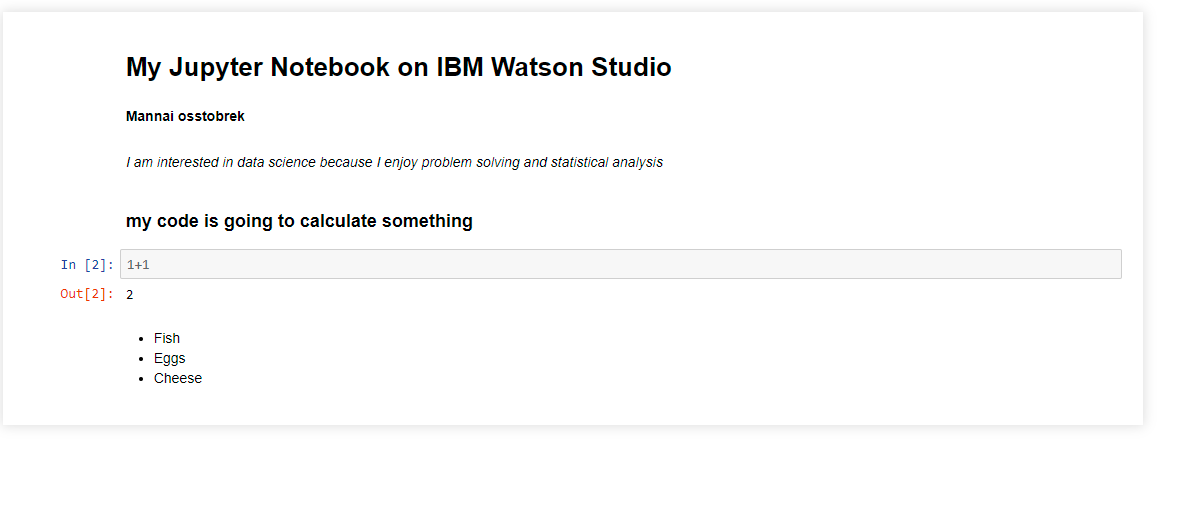 My Jupyter Notebook on IBM Watson Studio
Mannai osstobrek
I am interested in data science because I enjoy problem solving and statistical analysis
my code is going to calculate something
In [2]: 1+1
Out[2]: 2
Fish
Eggs
Cheese